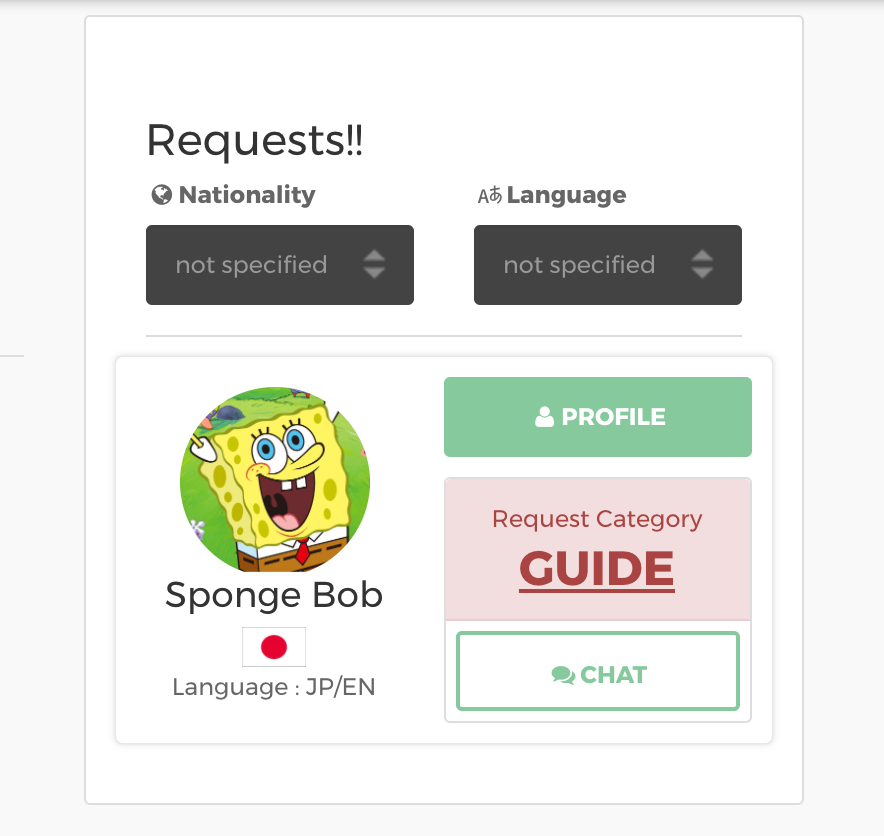 Requests!!
Nationality
Aあ Language
not specified
not specified
PROFILE
Request Category
GUIDE
CHAT
Sponge Bob
Language : JP/EN